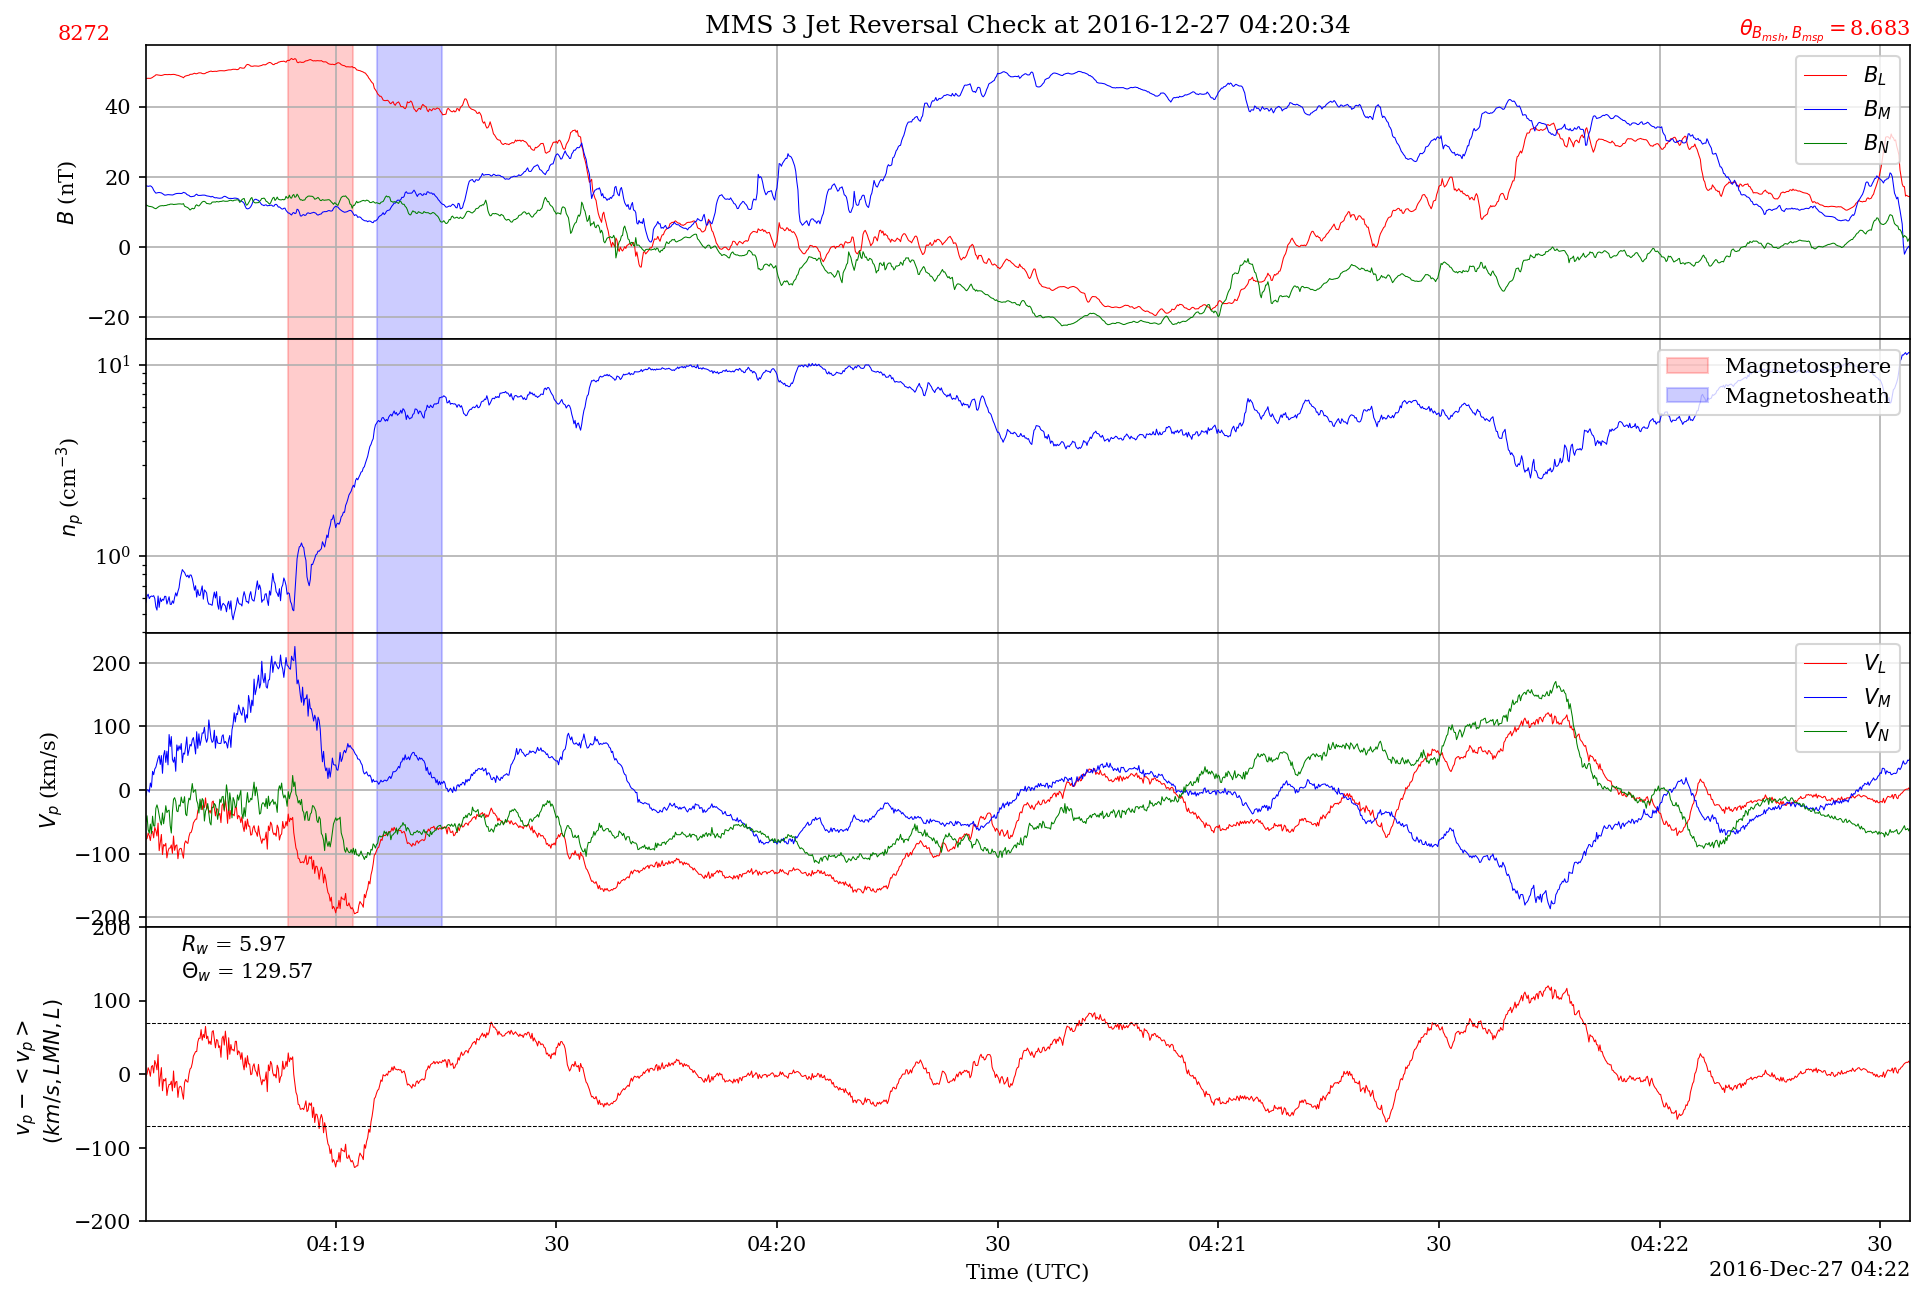 MMS 3 Jet Reversal Check at 2016-12-27 04:20:34
8272
θ_{B_{msh}, B_{msp}} = 8.683
B (nT)
40
20
0
−20
B_L
B_M
B_N
n_p (cm⁻³)
10¹
10⁰
Magnetosphere
Magnetosheath
V_p (km/s)
200
100
0
−100
−200
V_L
V_M
V_N
v_p − < v_p >
(km/s, LMN, L)
200
100
0
−100
−200
R_w = 5.97
Θ_w = 129.57
04:19 30 04:20 30 04:21 30 04:22 30
Time (UTC)
2016-Dec-27 04:22